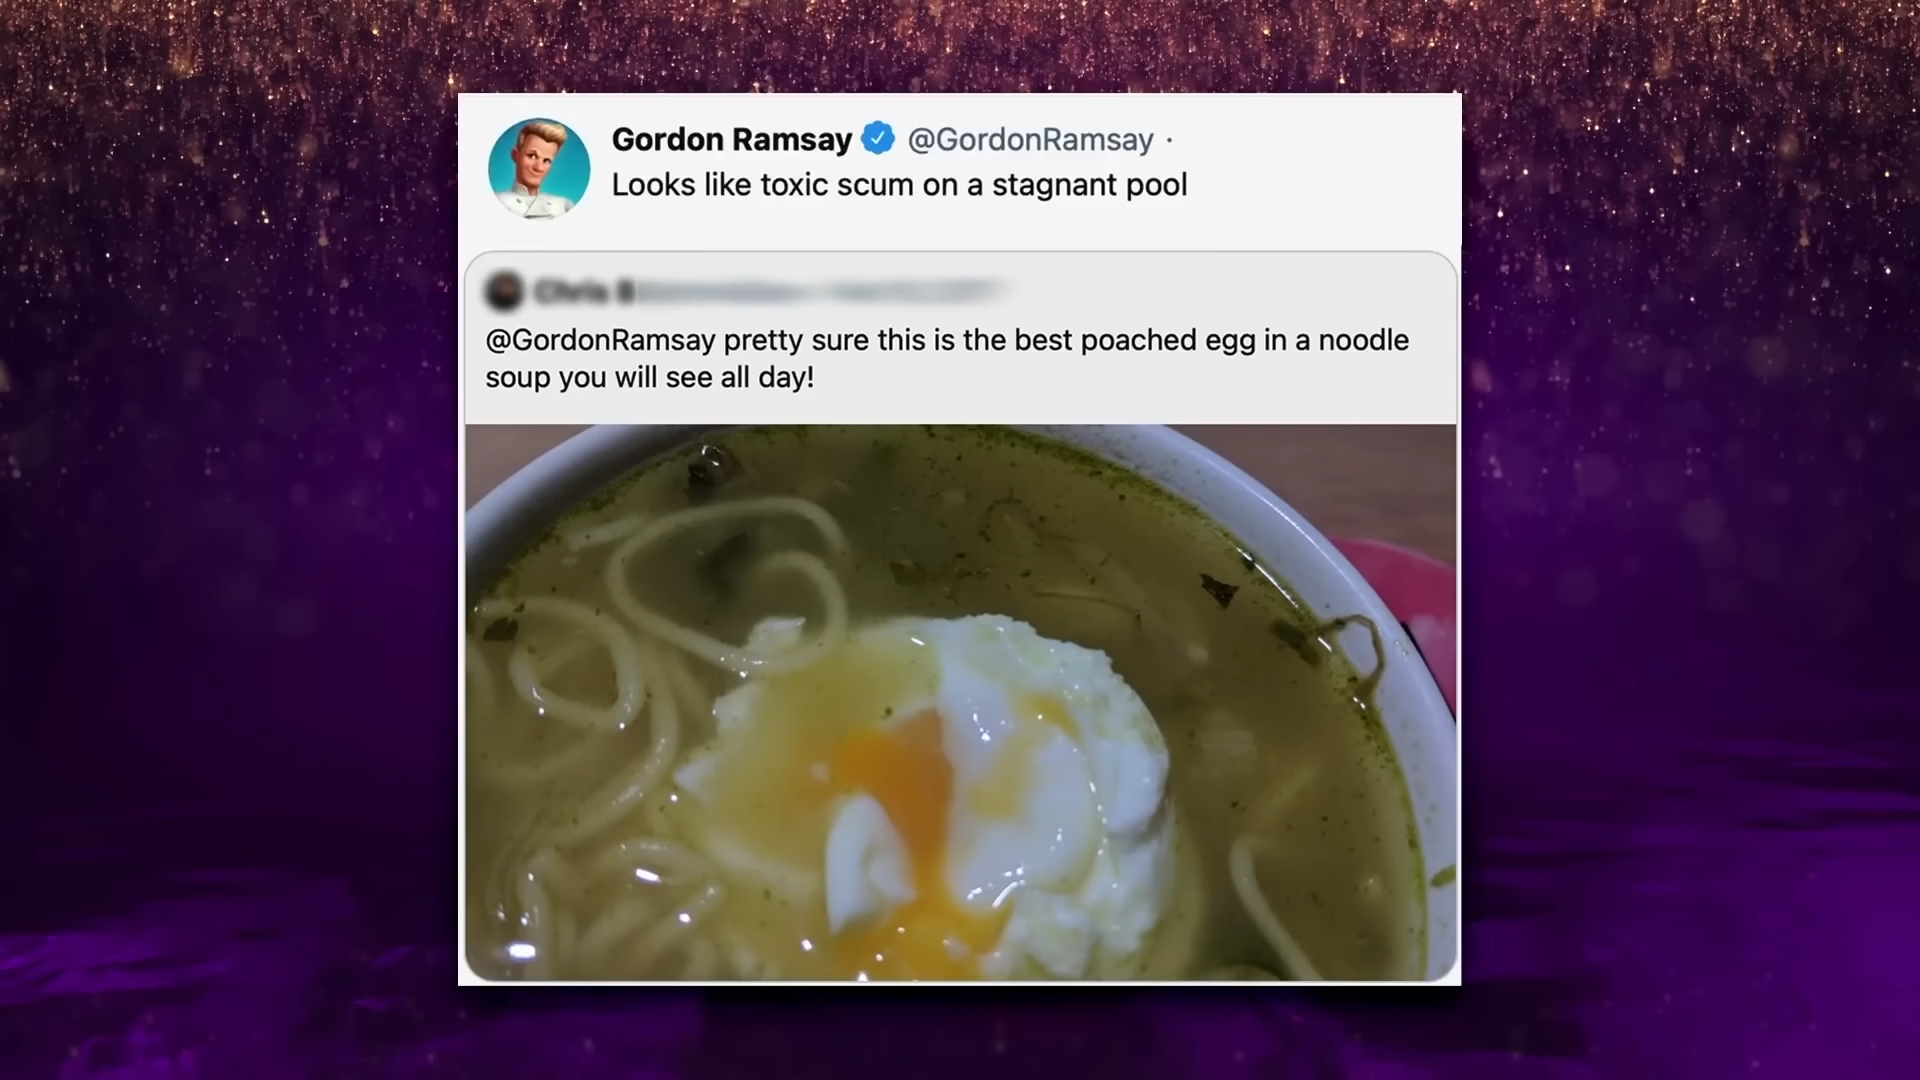 Gordon Ramsay @GordonRamsay ·
Looks like toxic scum on a stagnant pool
Chris B
@GordonRamsay pretty sure this is the best poached egg in a noodle
soup you will see all day!